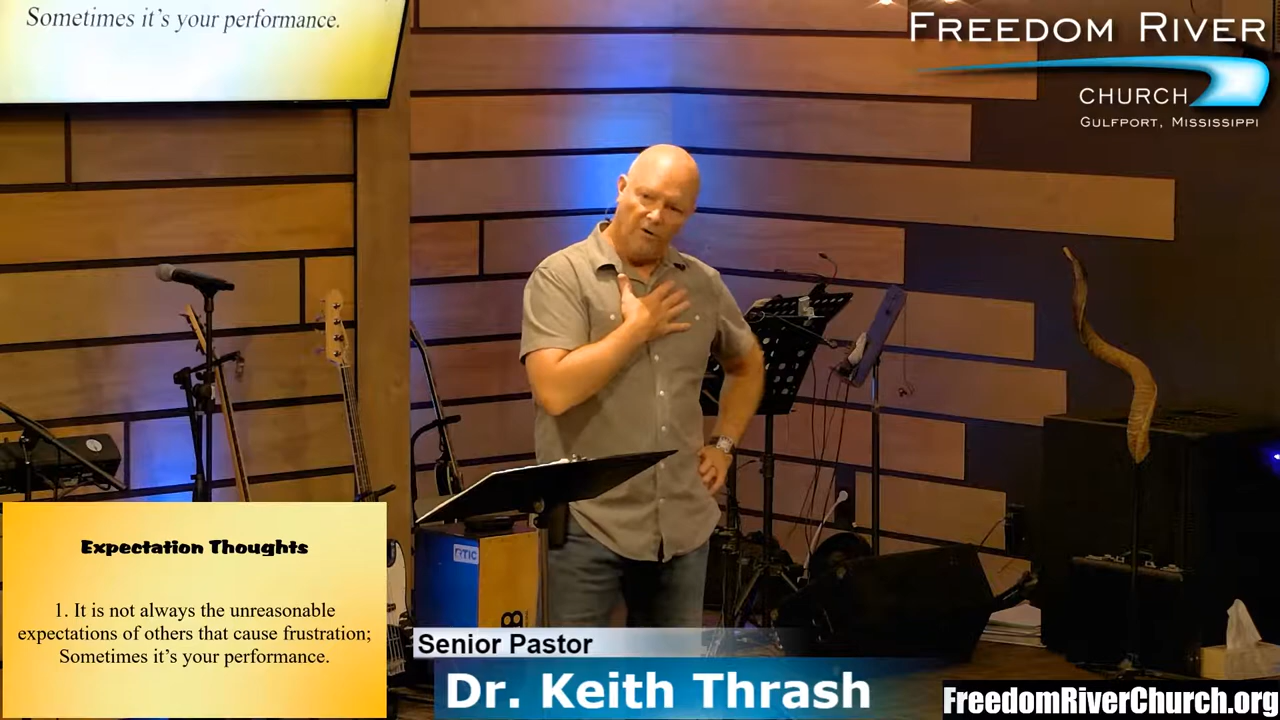 Sometimes it's your performance.
FREEDOM RIVER
CHURCH
GULFPORT, MISSISSIPPI
RTIC
Expectation Thoughts
1. It is not always the unreasonable
expectations of others that cause frustration;
Sometimes it's your performance.
Senior Pastor
Dr. Keith Thrash
FreedomRiverChurch.org